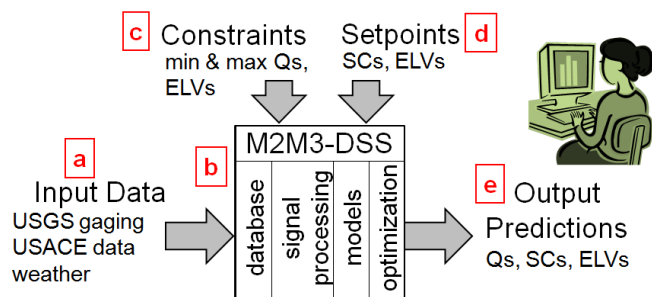 c Constraints
min & max Qs,
ELVs
Setpoints d
SCs, ELVs
a
Input Data
USGS gaging
USACE data
weather
b
M2M3-DSS
database
signal
processing
models
optimization
e Output
Predictions
Qs, SCs, ELVs